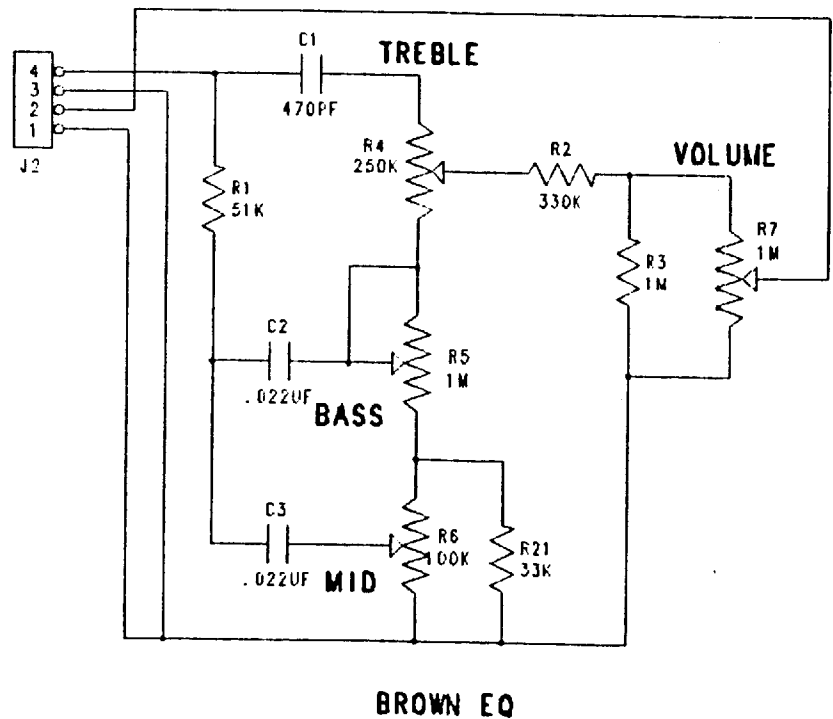 C1
TREBLE
470PF
4
3
2
1
J2
R4
250K
R2
330K
VOLUME
R1
51K
R3
1M
R7
1M
C2
.022UF
R5
1M
BASS
C3
.022UF
R6
100K
R21
33K
MID
BROWN EQ